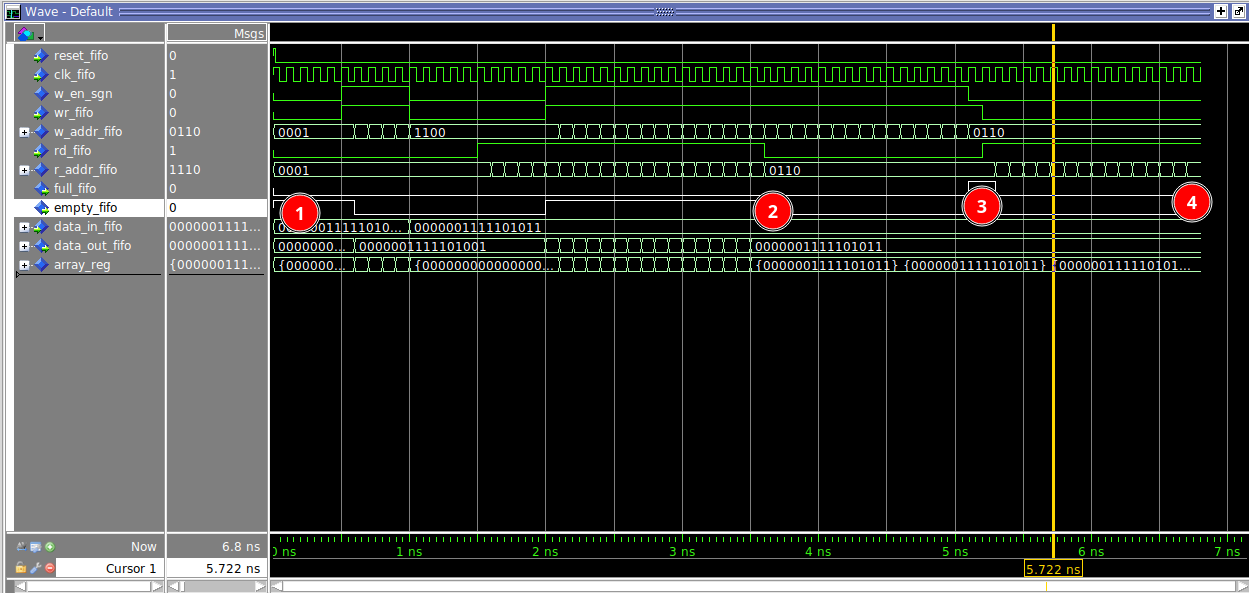 Wave - Default
Msgs
reset_fifo 0
clk_fifo 1
w_en_sgn 0
wr_fifo 0
w_addr_fifo 0110 0001 1100 0110
rd_fifo 1
r_addr_fifo 1110 0001 0110
full_fifo 0
empty_fifo 0 1 2 3 4
data_in_fifo 0000001111... 11111010... 0000001111101011
data_out_fifo 0000001111... 0000000... 0000001111101001 0000001111101011
array_reg {000000111... {000000... {000000000000000... {0000001111101011} {0000001111101011} {000000111110101...
Now 6.8 ns 0 ns 1 ns 2 ns 3 ns 4 ns 5 ns 6 ns 7 ns
Cursor 1 5.722 ns 5.722 ns